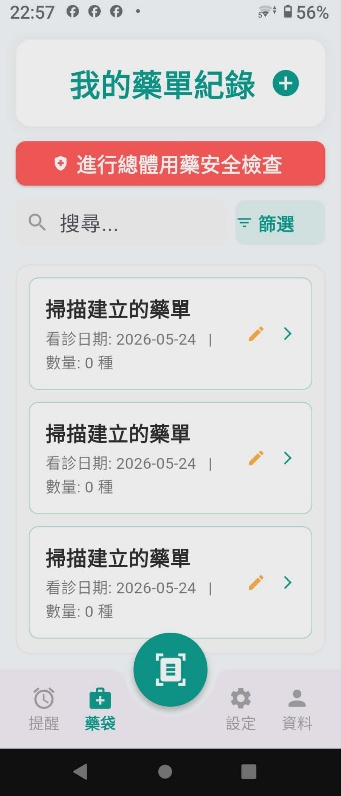 22:57
56%
我的藥單紀錄
進行總體用藥安全檢查
搜尋...
篩選
掃描建立的藥單
看診日期: 2026-05-24 |
數量: 0 種
掃描建立的藥單
看診日期: 2026-05-24 |
數量: 0 種
掃描建立的藥單
看診日期: 2026-05-24 |
數量: 0 種
提醒
藥袋
設定
資料